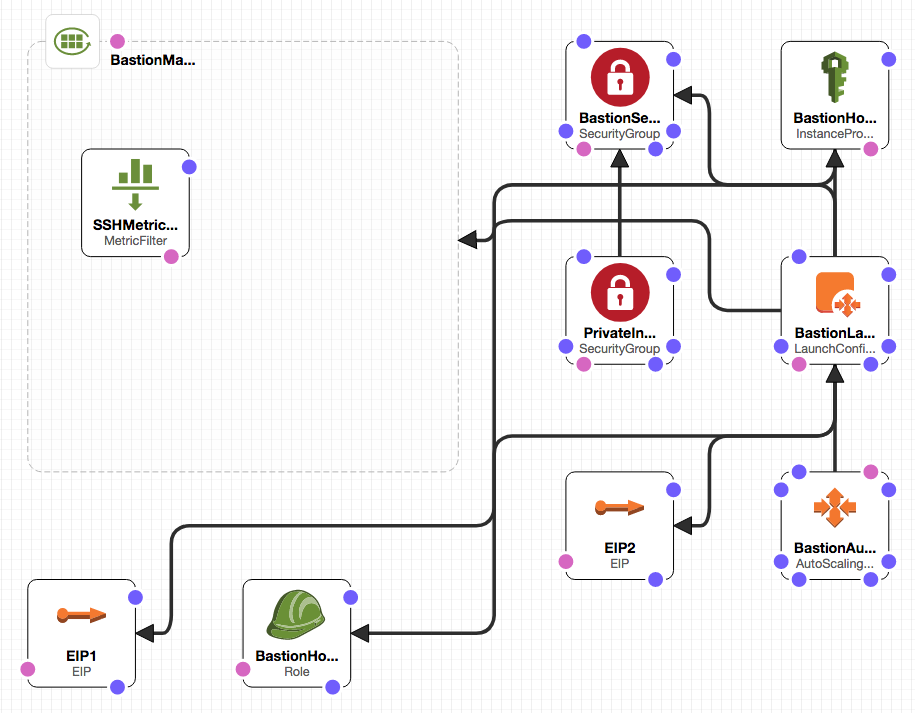 BastionMa...
BastionSe...
SecurityGroup
BastionHo...
InstancePro...
SSHMetric...
MetricFilter
PrivateIn...
SecurityGroup
BastionLa...
LaunchConfi...
EIP2
EIP
BastionAu...
AutoScaling...
EIP1
EIP
BastionHo...
Role